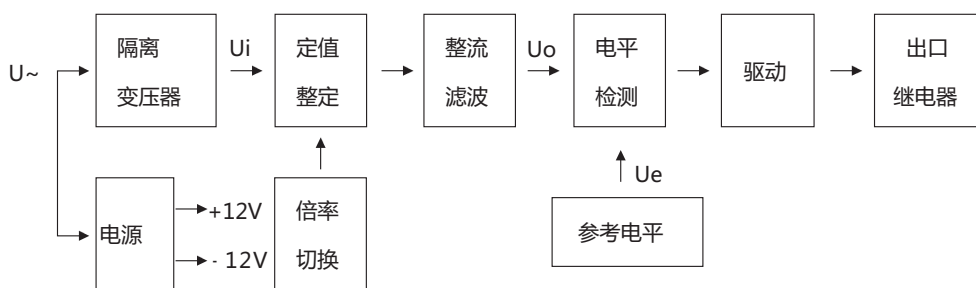 U~
隔离
变压器
Ui
定值
整定
整流
滤波
Uo
电平
检测
驱动
出口
继电器
电源
+12V
- 12V
倍率
切换
Ue
参考电平